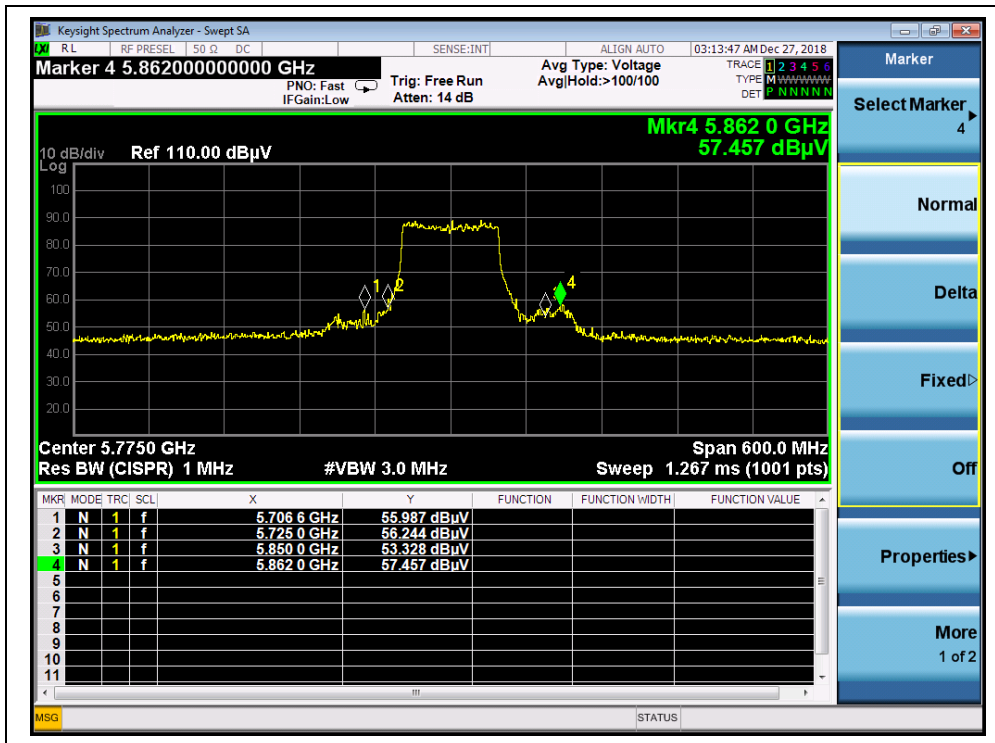 Keysight Spectrum Analyzer - Swept SA
LXI RL RF PRESEL 50 Ω DC SENSE:INT ALIGN AUTO 03:13:47 AM Dec 27, 2018
Marker 4 5.862000000000 GHz
PNO: Fast
IFGain:Low
Trig: Free Run
Atten: 14 dB
Avg Type: Voltage
Avg|Hold:>100/100
TRACE 1 2 3 4 5 6
TYPE M WWWWW
DET P N N N N N
Mkr4 5.862 0 GHz
57.457 dBµV
10 dB/div Ref 110.00 dBµV
Log
100
90.0
80.0
70.0
60.0
50.0
40.0
30.0
20.0
1 2 4
Center 5.7750 GHz Span 600.0 MHz
Res BW (CISPR) 1 MHz #VBW 3.0 MHz Sweep 1.267 ms (1001 pts)
MKR MODE TRC SCL X Y FUNCTION FUNCTION WIDTH FUNCTION VALUE
1 N 1 f 5.706 6 GHz 55.987 dBµV
2 N 1 f 5.725 0 GHz 56.244 dBµV
3 N 1 f 5.850 0 GHz 53.328 dBµV
4 N 1 f 5.862 0 GHz 57.457 dBµV
5
6
7
8
9
10
11
MSG STATUS
Marker
Select Marker
4
Normal
Delta
Fixed
Off
Properties
More
1 of 2